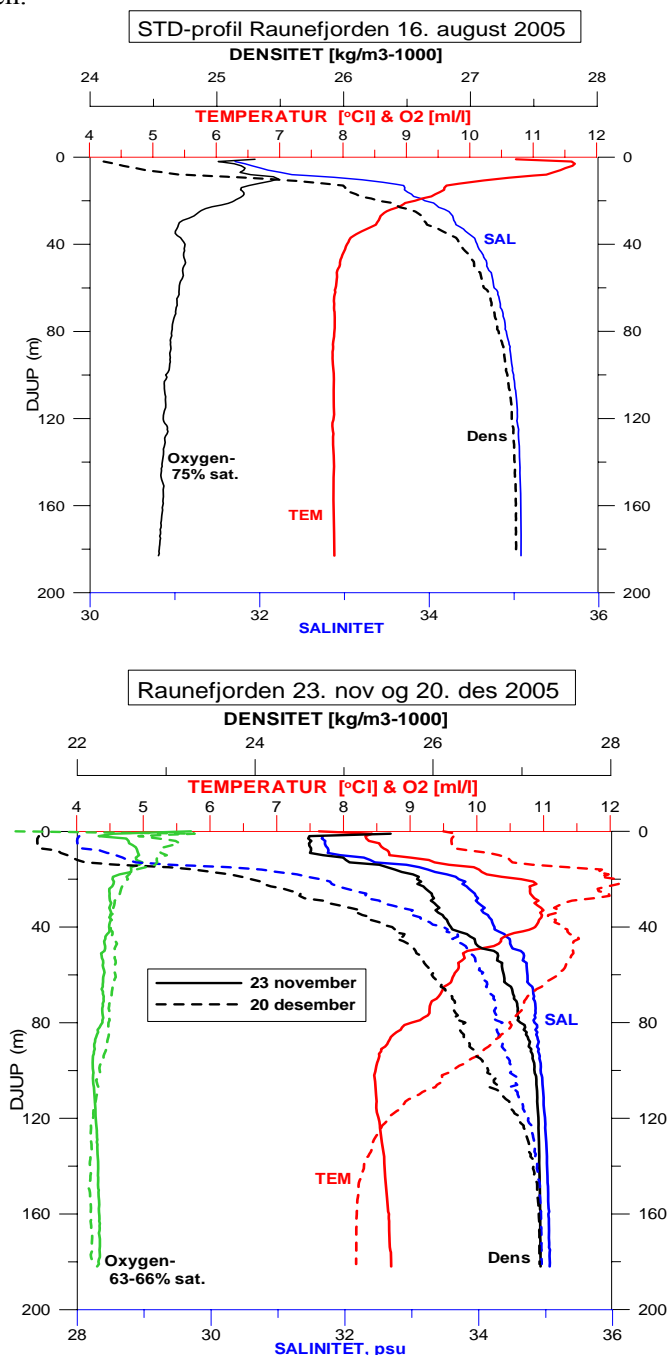 en.
STD-profil Raunefjorden 16. august 2005
DENSITET [kg/m3-1000]
24 25 26 27 28
TEMPERATUR [oCl] & O2 [ml/l]
4 5 6 7 8 9 10 11 12
0 0
40 40
80 80
120 120
160 160
200 200
DJUP (m)
SAL
Dens
Oxygen-
75% sat.
TEM
30 32 34 36
SALINITET
Raunefjorden 23. nov og 20. des 2005
DENSITET [kg/m3-1000]
22 24 26 28
TEMPERATUR [oCl] & O2 [ml/l]
4 5 6 7 8 9 10 11 12
0 0
40 40
80 80
120 120
160 160
200 200
DJUP (m)
23 november
20 desember
SAL
TEM
Oxygen-
63-66% sat.
Dens
28 30 32 34 36
SALINITET, psu